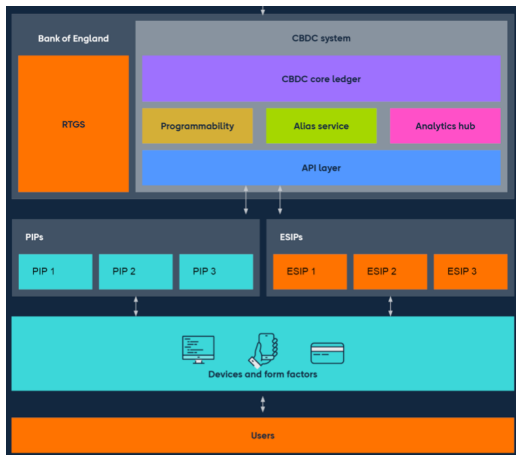 Bank of England
CBDC system
CBDC core ledger
RTGS
Programmability
Alias service
Analytics hub
API layer
PIPs
ESIPs
PIP 1
PIP 2
PIP 3
ESIP 1
ESIP 2
ESIP 3
Devices and form factors
Users